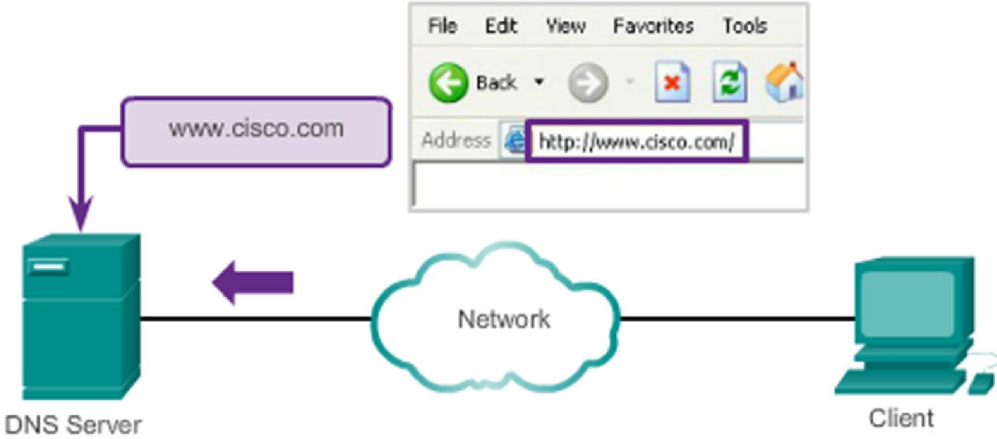 File Edit View Favorites Tools
Back
www.cisco.com
Address http://www.cisco.com/
Network
DNS Server
Client